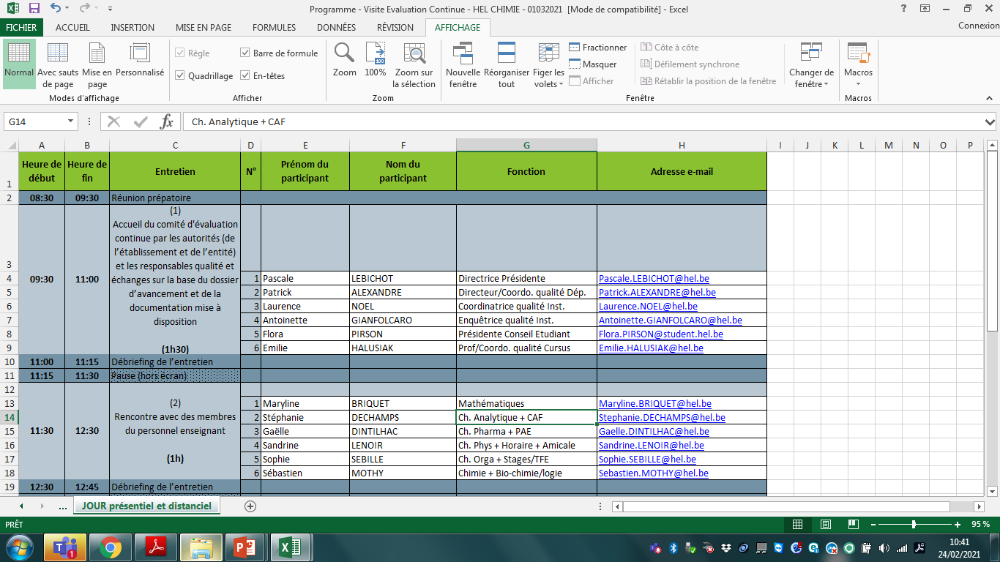 Programme - Visite Evaluation Continue - HEL CHIMIE - 01032021 [Mode de compatibilité] - Excel
FICHIER ACCUEIL INSERTION MISE EN PAGE FORMULES DONNÉES RÉVISION AFFICHAGE Connexion
Normal
Avec sauts de page
Mise en page
Personnalisé
Modes d'affichage
Règle
Barre de formule
Quadrillage
En-têtes
Afficher
Zoom
100%
Zoom sur la sélection
Zoom
Nouvelle fenêtre
Réorganiser tout
Figer les volets
Fractionner
Masquer
Afficher
Côte à côte
Défilement synchrone
Rétablir la position de la fenêtre
Changer de fenêtre
Fenêtre
Macros
Macros
G14 fx Ch. Analytique + CAF
A B C D E F G H I J K L M N O P
1 Heure de début Heure de fin Entretien N° Prénom du participant Nom du participant Fonction Adresse e-mail
2 08:30 09:30 Réunion prépatoire
3
09:30 11:00
(1)
Accueil du comité d'évaluation
continue par les autorités (de
l'établissement et de l'entité)
et les responsables qualité et
échanges sur la base du dossier
d'avancement et de la
documentation mise à
disposition
(1h30)
4 1 Pascale LEBICHOT Directrice Présidente Pascale.LEBICHOT@hel.be
5 2 Patrick ALEXANDRE Directeur/Coordo. qualité Dép. Patrick.ALEXANDRE@hel.be
6 3 Laurence NOEL Coordinatrice qualité Inst. Laurence.NOEL@hel.be
7 4 Antoinette GIANFOLCARO Enquêtrice qualité Inst. Antoinette.GIANFOLCARO@hel.be
8 5 Flora PIRSON Présidente Conseil Etudiant Flora.PIRSON@student.hel.be
9 6 Emilie HALUSIAK Prof/Coordo. qualité Cursus Emilie.HALUSIAK@hel.be
10 11:00 11:15 Débriefing de l'entretien
11 11:15 11:30 Pause (hors écran)
12
11:30 12:30
(2)
Rencontre avec des membres
du personnel enseignant
(1h)
13 1 Maryline BRIQUET Mathématiques Maryline.BRIQUET@hel.be
14 2 Stéphanie DECHAMPS Ch. Analytique + CAF Stephanie.DECHAMPS@hel.be
15 3 Gaëlle DINTILHAC Ch. Pharma + PAE Gaelle.DINTILHAC@hel.be
16 4 Sandrine LENOIR Ch. Phys + Horaire + Amicale Sandrine.LENOIR@hel.be
17 5 Sophie SEBILLE Ch. Orga + Stages/TFE Sophie.SEBILLE@hel.be
18 6 Sébastien MOTHY Chimie + Bio-chimie/logie Sebastien.MOTHY@hel.be
19 12:30 12:45 Débriefing de l'entretien
... JOUR présentiel et distanciel
PRÊT 95 %
10:41
24/02/2021